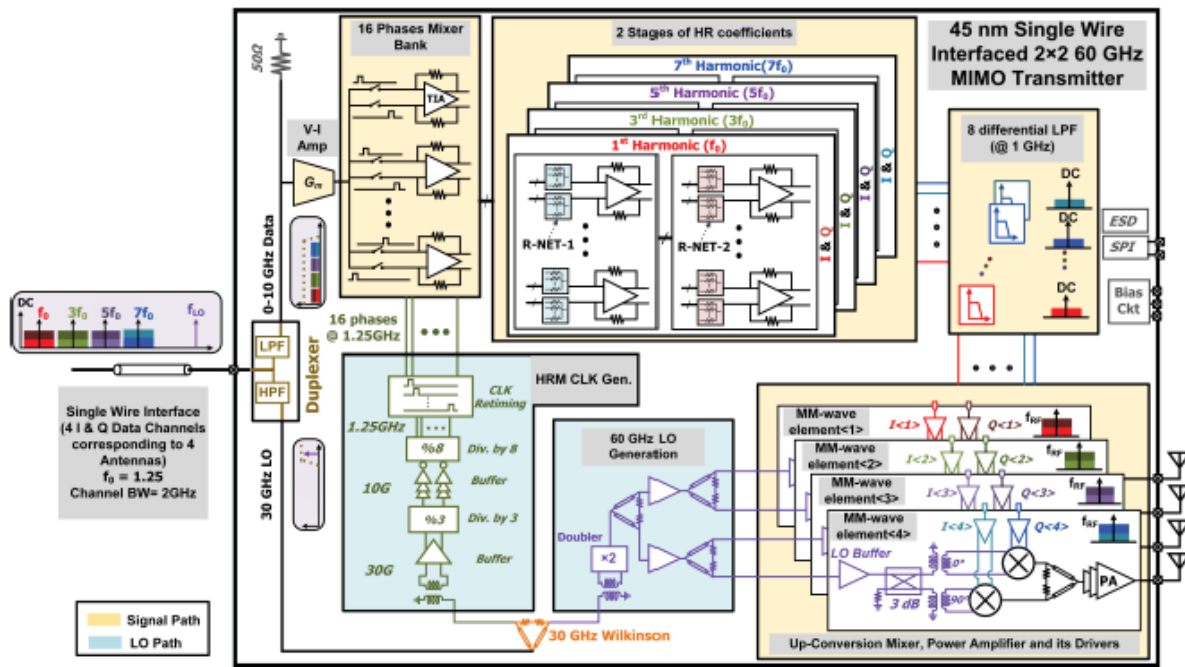 45 nm Single Wire
Interfaced 2×2 60 GHz
MIMO Transmitter
50Ω
16 Phases Mixer
Bank
TIA
V-I
Amp
Gm
0-10 GHz Data
2 Stages of HR coefficients
7th Harmonic(7f0)
5th Harmonic (5f0)
3rd Harmonic (3f0)
1st Harmonic (f0)
R-NET-1
R-NET-2
I & Q
I & Q
I & Q
I & Q
8 differential LPF
(@ 1 GHz)
DC
DC
DC
ESD
SPI
Bias
Ckt
DC
f0
3f0
5f0
7f0
fLO
LPF
HPF
Duplexer
Single Wire Interface
(4 I & Q Data Channels
corresponding to 4
Antennas)
f0 = 1.25
Channel BW= 2GHz
30 GHz LO
16 phases
@ 1.25GHz
HRM CLK Gen.
CLK
Retiming
1.25GHz
%8
Div. by 8
10G
Buffer
%3
Div. by 3
30G
Buffer
30 GHz Wilkinson
60 GHz LO
Generation
Doubler
×2
MM-wave
element<1>
I<1>
Q<1>
fRF
MM-wave
element<2>
I<2>
Q<2>
fRF
MM-wave
element<3>
I<3>
Q<3>
fRF
MM-wave
element<4>
I<4>
Q<4>
fRF
LO Buffer
3 dB
0°
90°
PA
Up-Conversion Mixer, Power Amplifier and its Drivers
Signal Path
LO Path